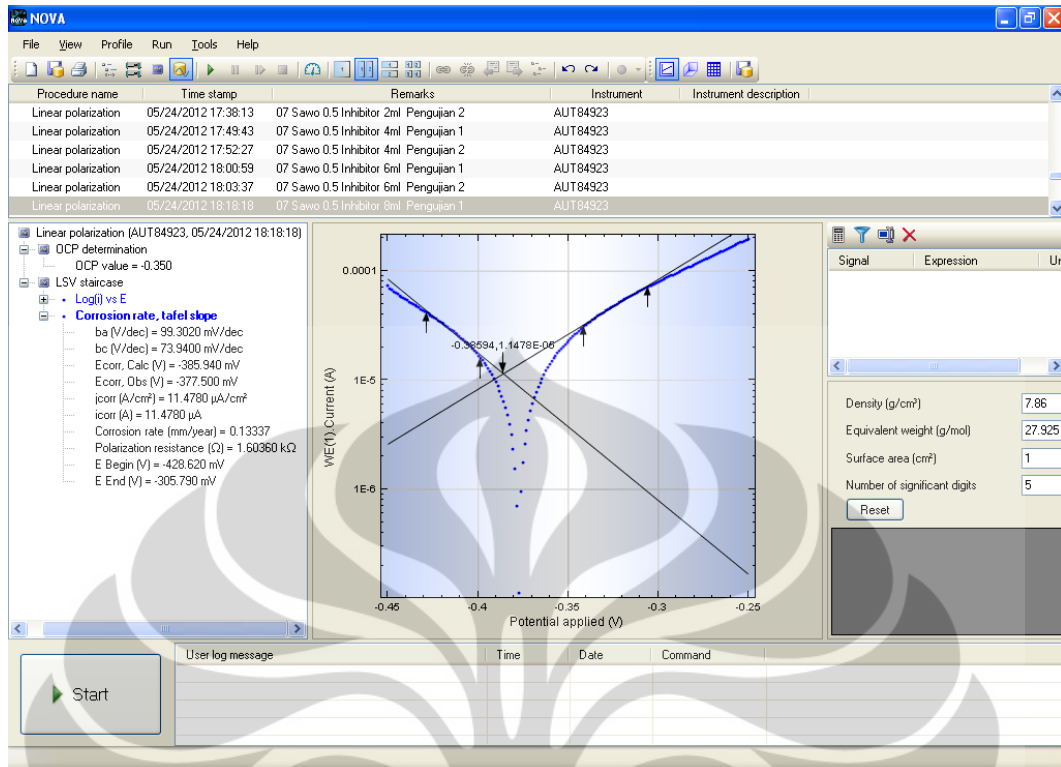 NOVA
File View Profile Run Tools Help
Procedure name Time stamp Remarks Instrument Instrument description
Linear polarization 05/24/2012 17:38:13 07 Sawo 0.5 Inhibitor 2ml Pengujian 2 AUT84923
Linear polarization 05/24/2012 17:49:43 07 Sawo 0.5 Inhibitor 4ml Pengujian 1 AUT84923
Linear polarization 05/24/2012 17:52:27 07 Sawo 0.5 Inhibitor 4ml Pengujian 2 AUT84923
Linear polarization 05/24/2012 18:00:59 07 Sawo 0.5 Inhibitor 6ml Pengujian 1 AUT84923
Linear polarization 05/24/2012 18:03:37 07 Sawo 0.5 Inhibitor 6ml Pengujian 2 AUT84923
Linear polarization 05/24/2012 18:18:18 07 Sawo 0.5 Inhibitor 8ml Pengujian 1 AUT84923
Linear polarization (AUT84923, 05/24/2012 18:18:18)
OCP determination
OCP value = -0.350
LSV staircase
Log(i) vs E
Corrosion rate, tafel slope
ba (V/dec) = 99.3020 mV/dec
bc (V/dec) = 73.9400 mV/dec
Ecorr, Calc (V) = -385.940 mV
Ecorr, Obs (V) = -377.500 mV
jcorr (A/cm²) = 11.4780 µA/cm²
icorr (A) = 11.4780 µA
Corrosion rate (mm/year) = 0.13337
Polarization resistance (Ω) = 1.60360 kΩ
E Begin (V) = -428.620 mV
E End (V) = -305.790 mV
WE(1).Current (A)
0.0001
1E-5
1E-6
-0.38594,1.1478E-05
-0.45 -0.4 -0.35 -0.3 -0.25
Potential applied (V)
Signal Expression Un
Density (g/cm³) 7.86
Equivalent weight (g/mol) 27.925
Surface area (cm²) 1
Number of significant digits 5
Reset
Start
User log message Time Date Command